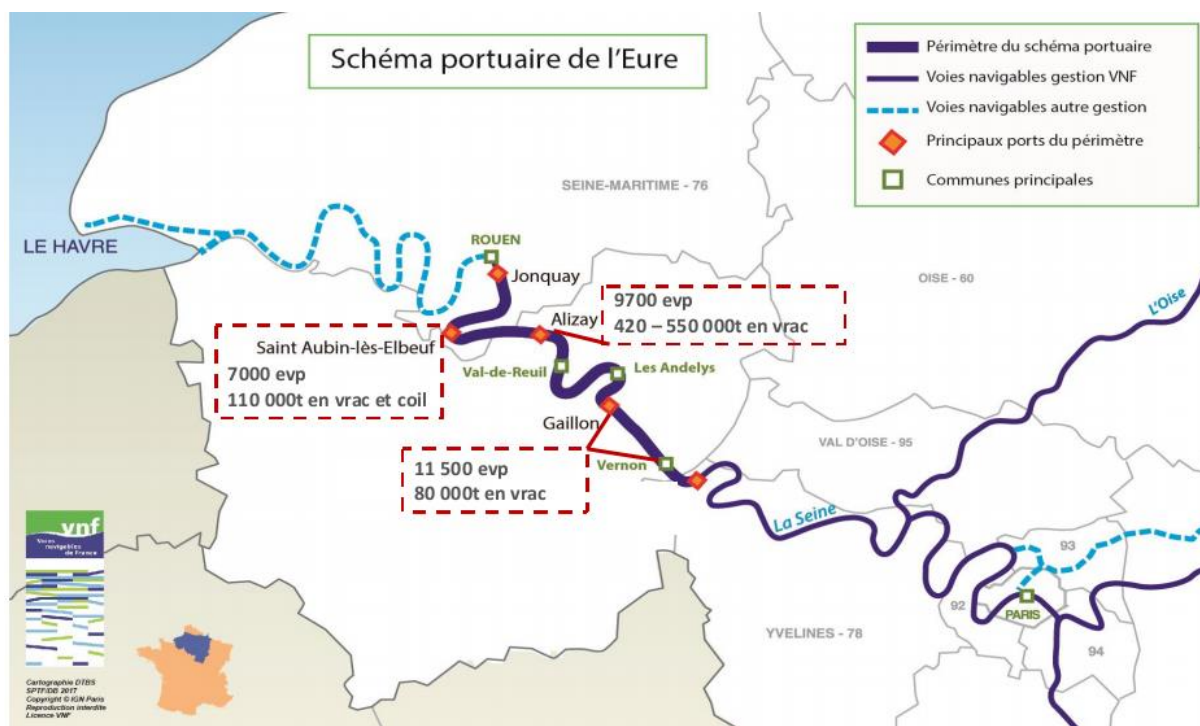 Schéma portuaire de l'Eure
Périmètre du schéma portuaire
Voies navigables gestion VNF
Voies navigables autre gestion
Principaux ports du périmètre
Communes principales
SEINE-MARITIME - 76
LE HAVRE
ROUEN
Jonquay
OISE - 60
L'Oise
9700 evp
420 – 550 000t en vrac
Alizay
Saint Aubin-lès-Elbeuf
7000 evp
110 000t en vrac et coil
Val-de-Reuil
Les Andelys
Gaillon
VAL D'OISE - 95
11 500 evp
80 000t en vrac
Vernon
La Seine
93
92
PARIS
94
YVELINES - 78
vnf
Voies
navigables
de France
Cartographie DTBS
SPTF/DB 2017
Copyright © IGN Paris
Reproduction interdite
Licence VNF